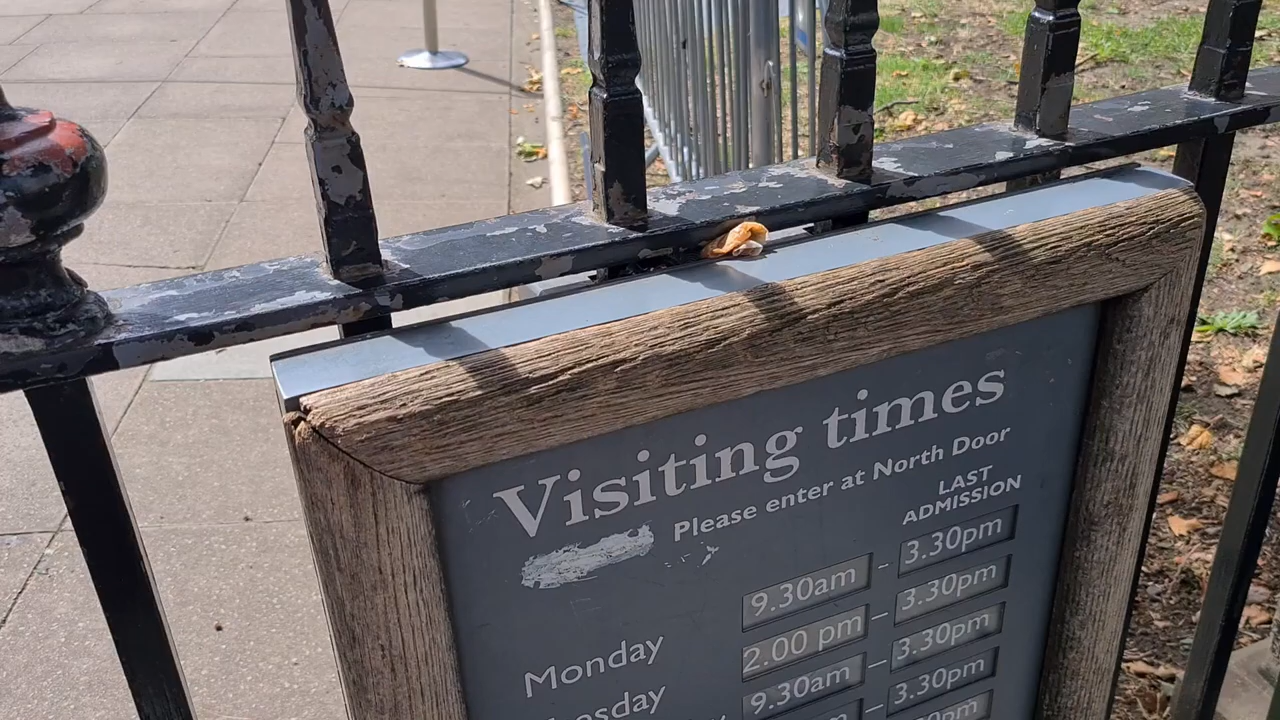 Visiting times
Please enter at North Door
LAST
ADMISSION
Monday 9.30am - 3.30pm
2.00 pm - 3.30pm
9.30am - 3.30pm
3.30pm